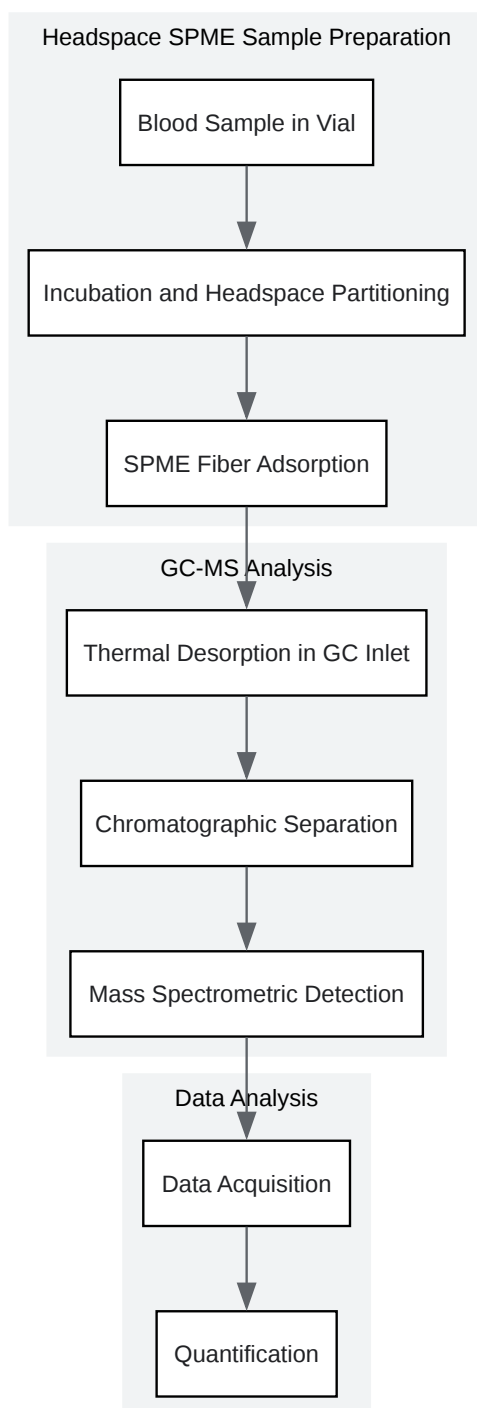 Headspace SPME Sample Preparation
Blood Sample in Vial
Incubation and Headspace Partitioning
SPME Fiber Adsorption
GC-MS Analysis
Thermal Desorption in GC Inlet
Chromatographic Separation
Mass Spectrometric Detection
Data Analysis
Data Acquisition
Quantification